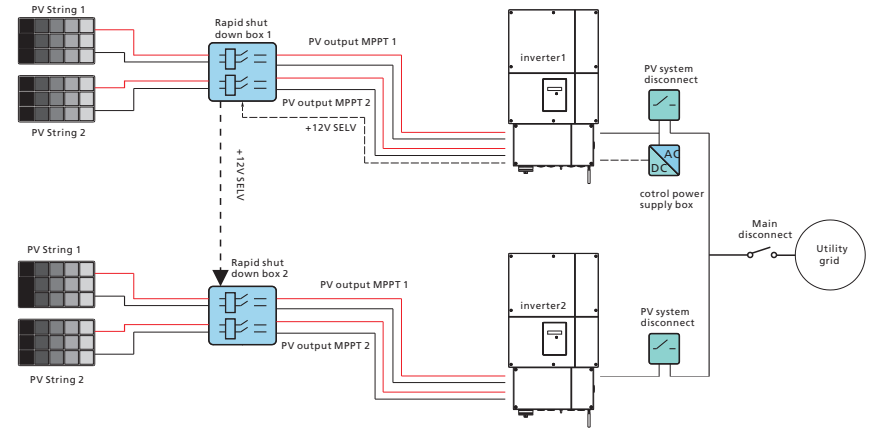 PV String 1
Rapid shut
down box 1
PV output MPPT 1
inverter1
PV system
disconnect
PV String 2
PV output MPPT 2
+12V SELV
AC
DC
cotrol power
supply box
+12V SELV
Main
disconnect
Utility
grid
PV String 1
Rapid shut
down box 2
PV output MPPT 1
inverter2
PV system
disconnect
PV output MPPT 2
PV String 2